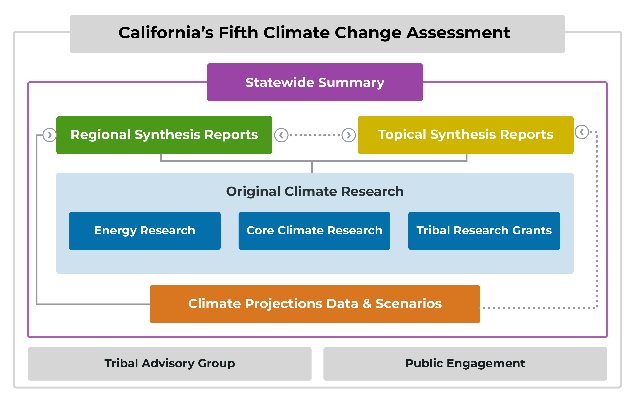 California’s Fifth Climate Change Assessment
Statewide Summary
Regional Synthesis Reports
Topical Synthesis Reports
Original Climate Research
Energy Research
Core Climate Research
Tribal Research Grants
Climate Projections Data & Scenarios
Tribal Advisory Group
Public Engagement